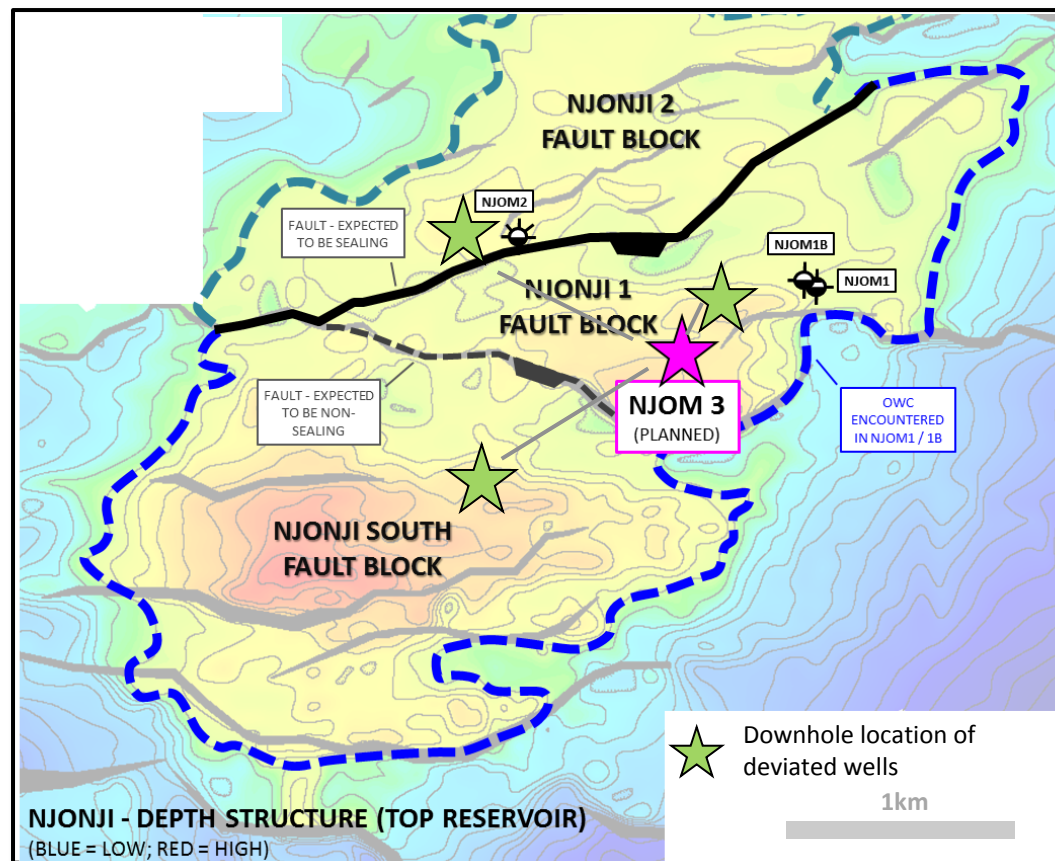 NJONJI 2
FAULT BLOCK
NJOM2
FAULT - EXPECTED
TO BE SEALING
NJOM1B
NJOM1
NJONJI 1
FAULT BLOCK
FAULT - EXPECTED
TO BE NON-
SEALING
NJOM 3
(PLANNED)
OWC
ENCOUNTERED
IN NJOM1 / 1B
NJONJI SOUTH
FAULT BLOCK
Downhole location of
deviated wells
1km
NJONJI - DEPTH STRUCTURE (TOP RESERVOIR)
(BLUE = LOW; RED = HIGH)